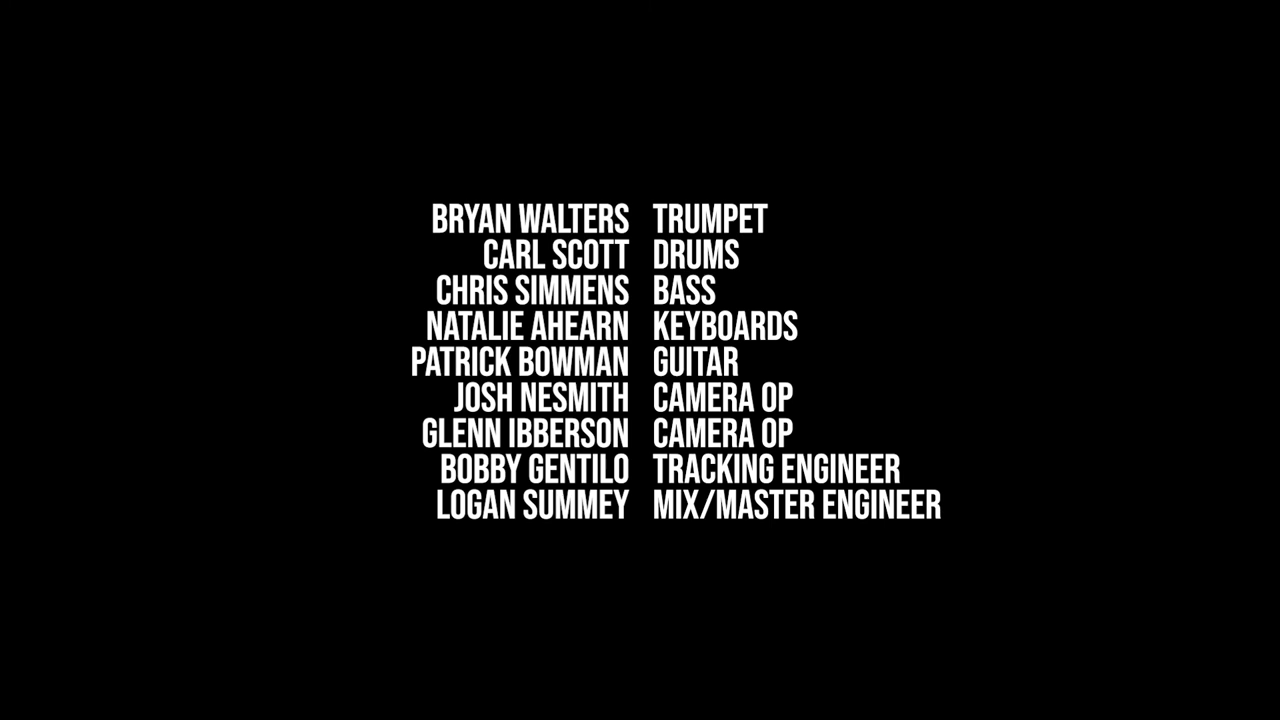 BRYAN WALTERS TRUMPET
CARL SCOTT DRUMS
CHRIS SIMMENS BASS
NATALIE AHEARN KEYBOARDS
PATRICK BOWMAN GUITAR
JOSH NESMITH CAMERA OP
GLENN IBBERSON CAMERA OP
BOBBY GENTILO TRACKING ENGINEER
LOGAN SUMMEY MIX/MASTER ENGINEER